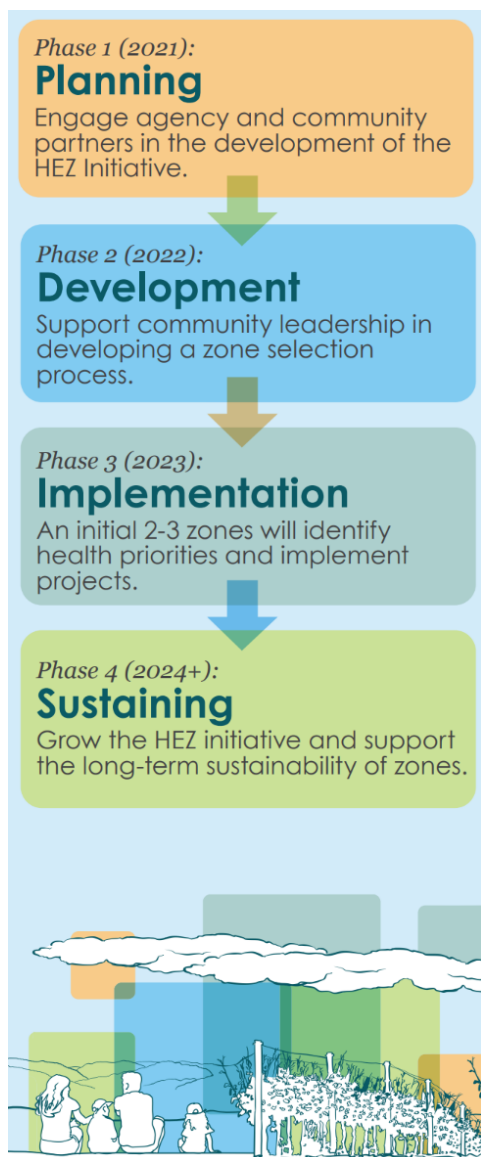 Phase 1 (2021):
Planning
Engage agency and community
partners in the development of the
HEZ Initiative.
Phase 2 (2022):
Development
Support community leadership in
developing a zone selection
process.
Phase 3 (2023):
Implementation
An initial 2-3 zones will identify
health priorities and implement
projects.
Phase 4 (2024+):
Sustaining
Grow the HEZ initiative and support
the long-term sustainability of zones.